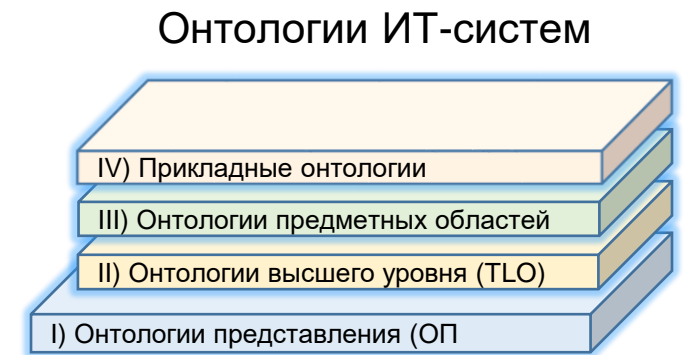 Онтологии ИТ-систем
IV) Прикладные онтологии
III) Онтологии предметных областей
II) Онтологии высшего уровня (TLO)
I) Онтологии представления (ОП